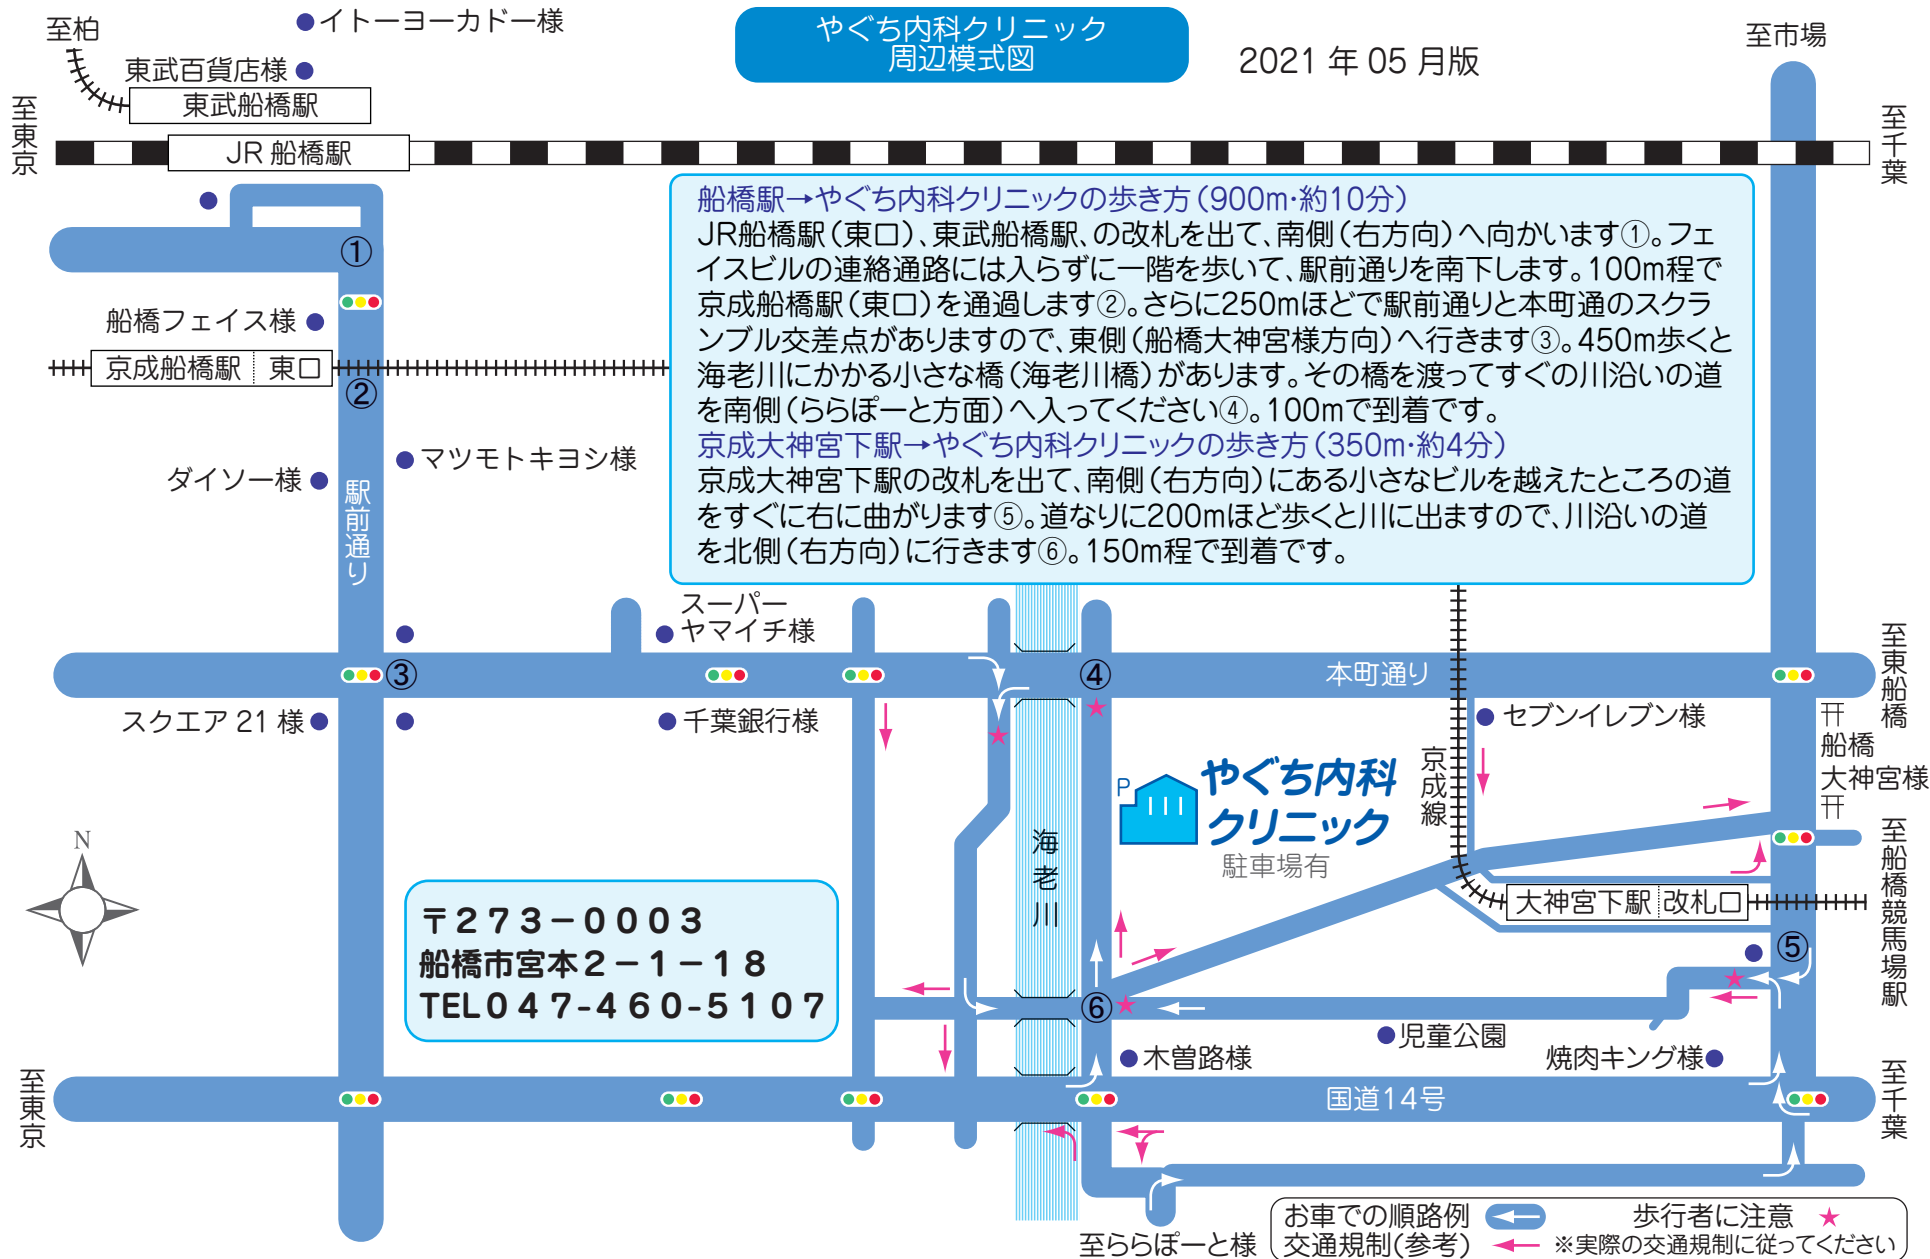 やぐち内科クリニック
周辺模式図
2021 年 05 月版
至柏
イトーヨーカドー様
東武百貨店様
東武船橋駅
至東京
JR 船橋駅
至市場
至千葉
船橋駅→やぐち内科クリニックの歩き方（900m・約10分）
JR船橋駅（東口）、東武船橋駅、の改札を出て、南側（右方向）へ向かいます①。フェ
イスビルの連絡通路には入らずに一階を歩いて、駅前通りを南下します。100m程で
京成船橋駅（東口）を通過します②。さらに250mほどで駅前通りと本町通のスクラ
ンブル交差点がありますので、東側（船橋大神宮様方向）へ行きます③。450m歩くと
海老川にかかる小さな橋（海老川橋）があります。その橋を渡ってすぐの川沿いの道
を南側（ららぽーと方面）へ入ってください④。100mで到着です。
京成大神宮下駅→やぐち内科クリニックの歩き方（350m・約4分）
京成大神宮下駅の改札を出て、南側（右方向）にある小さなビルを越えたところの道
をすぐに右に曲がります⑤。道なりに200mほど歩くと川に出ますので、川沿いの道
を北側（右方向）に行きます⑥。150m程で到着です。
①
船橋フェイス様
京成船橋駅 東口
②
マツモトキヨシ様
ダイソー様
駅前通り
スーパー
ヤマイチ様
③
④
本町通り
至東船橋
スクエア 21 様
千葉銀行様
セブンイレブン様
船橋
大神宮様
京成線
P
やぐち内科
クリニック
駐車場有
海老川
至船橋競馬場駅
大神宮下駅 改札口
N
〒２７３－０００３
船橋市宮本２－１－１８
TEL０４７-４６０-５１０７
⑤
⑥
児童公園
木曽路様
焼肉キング様
至東京
国道14号
至千葉
至ららぽーと様
お車での順路例
歩行者に注意 ★
交通規制(参考)
※実際の交通規制に従ってください